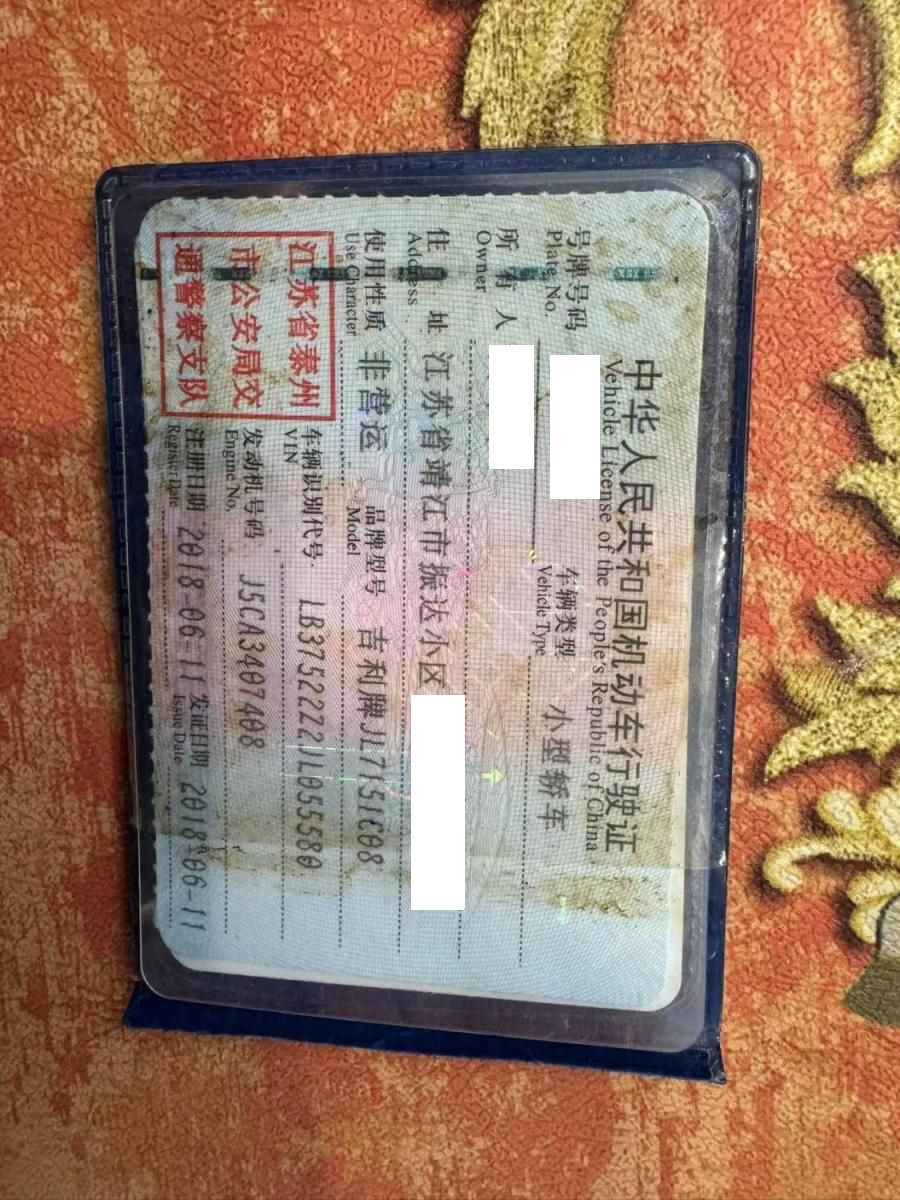 中华人民共和国机动车行驶证
Vehicle License of the People's Republic of China
号牌号码
Plate No.
车辆类型 小型轿车
Vehicle Type
所有人
Owner
住址 江苏省靖江市振达小区
Address
使用性质 非营运
Use Character
品牌型号 吉利牌JL7151C08
Model
江苏省泰州
市公安局交
通警察支队
车辆识别代号 LB37522Z2JL055580
VIN
发动机号码 J5CA3407408
Engine No.
注册日期 2018-06-11 发证日期 2018-06-11
Register Date Issue Date